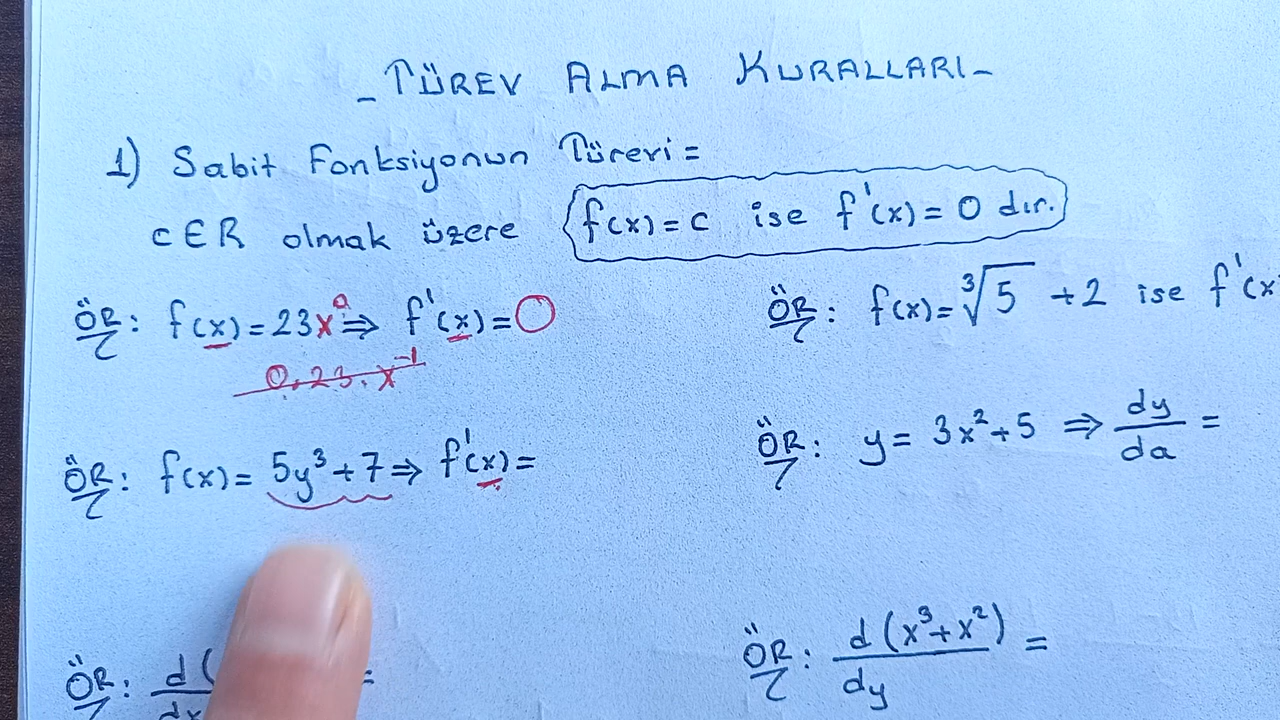 - TÜREV ALMA KURALLARI -
1) Sabit Fonksiyonun Türevi =
c∈R olmak üzere f(x) = c ise f'(x) = 0 dır.
ÖR: f(x) = 23x⁰ ⇒ f'(x) = 0
0.23.x⁻¹
ÖR: f(x) = ∛5 + 2 ise f'(x
ÖR: f(x) = 5y³+7 ⇒ f'(x) =
ÖR: y = 3x²+5 ⇒ dy/da =
ÖR: d( =
dx
ÖR: d(x³+x²)/dy =